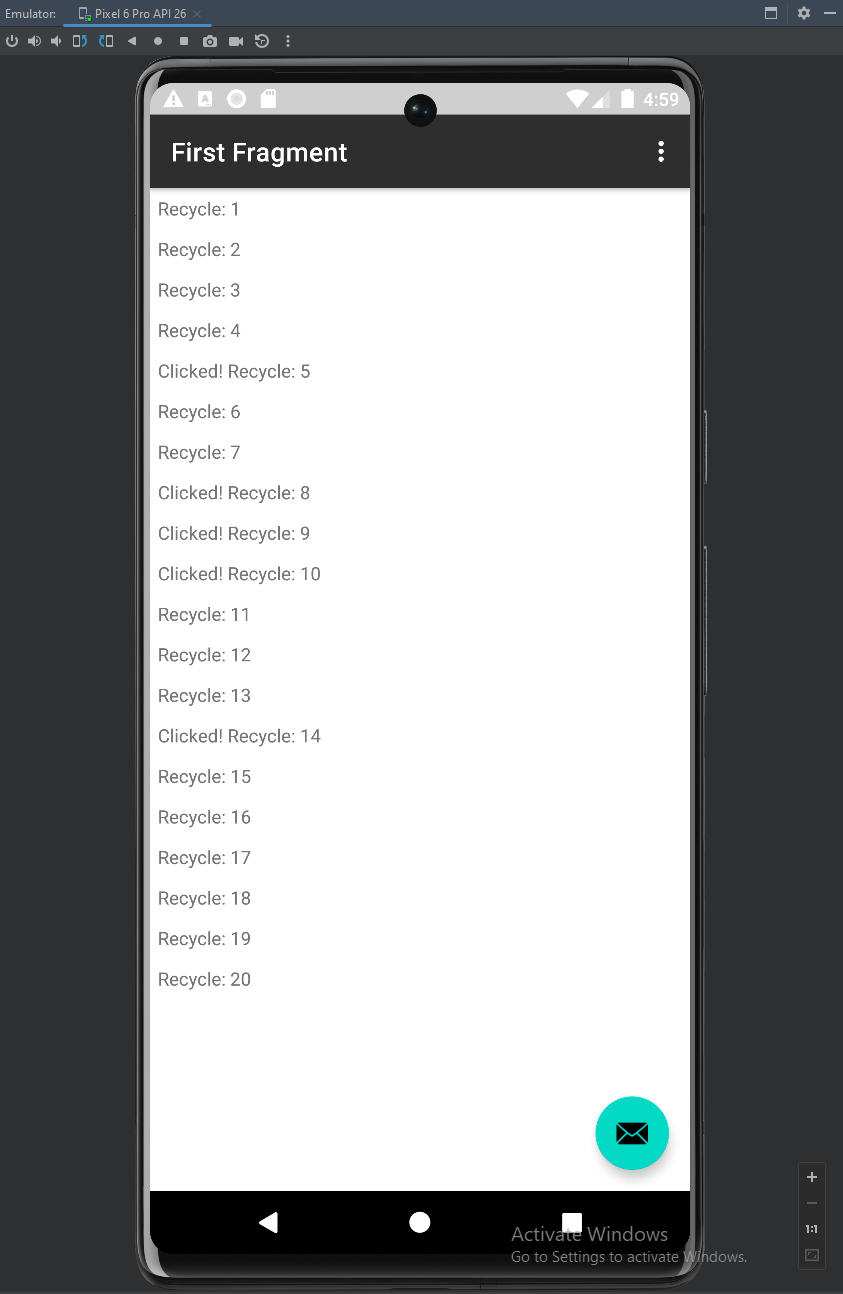 Emulator: Pixel 6 Pro API 26
4:59
First Fragment
Recycle: 1
Recycle: 2
Recycle: 3
Recycle: 4
Clicked! Recycle: 5
Recycle: 6
Recycle: 7
Clicked! Recycle: 8
Clicked! Recycle: 9
Clicked! Recycle: 10
Recycle: 11
Recycle: 12
Recycle: 13
Clicked! Recycle: 14
Recycle: 15
Recycle: 16
Recycle: 17
Recycle: 18
Recycle: 19
Recycle: 20
1:1
Activate Windows
Go to Settings to activate Windows.